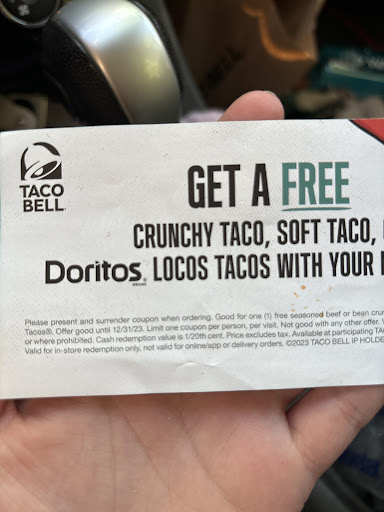 TACO
BELL
GET A FREE
CRUNCHY TACO, SOFT TACO,
Doritos® LOCOS TACOS WITH YOUR
BRAND
Please present and surrender coupon when ordering. Good for one (1) free seasoned beef or bean
Tacos®. Offer good until 12/31/23. Limit one coupon per person, per visit. Not good with any other offer.
or where prohibited. Cash redemption value is 1/20th cent. Price excludes tax. Available at participating
Valid for in-store redemption only, not valid for online/app or delivery orders. ©2023 TACO BELL IP